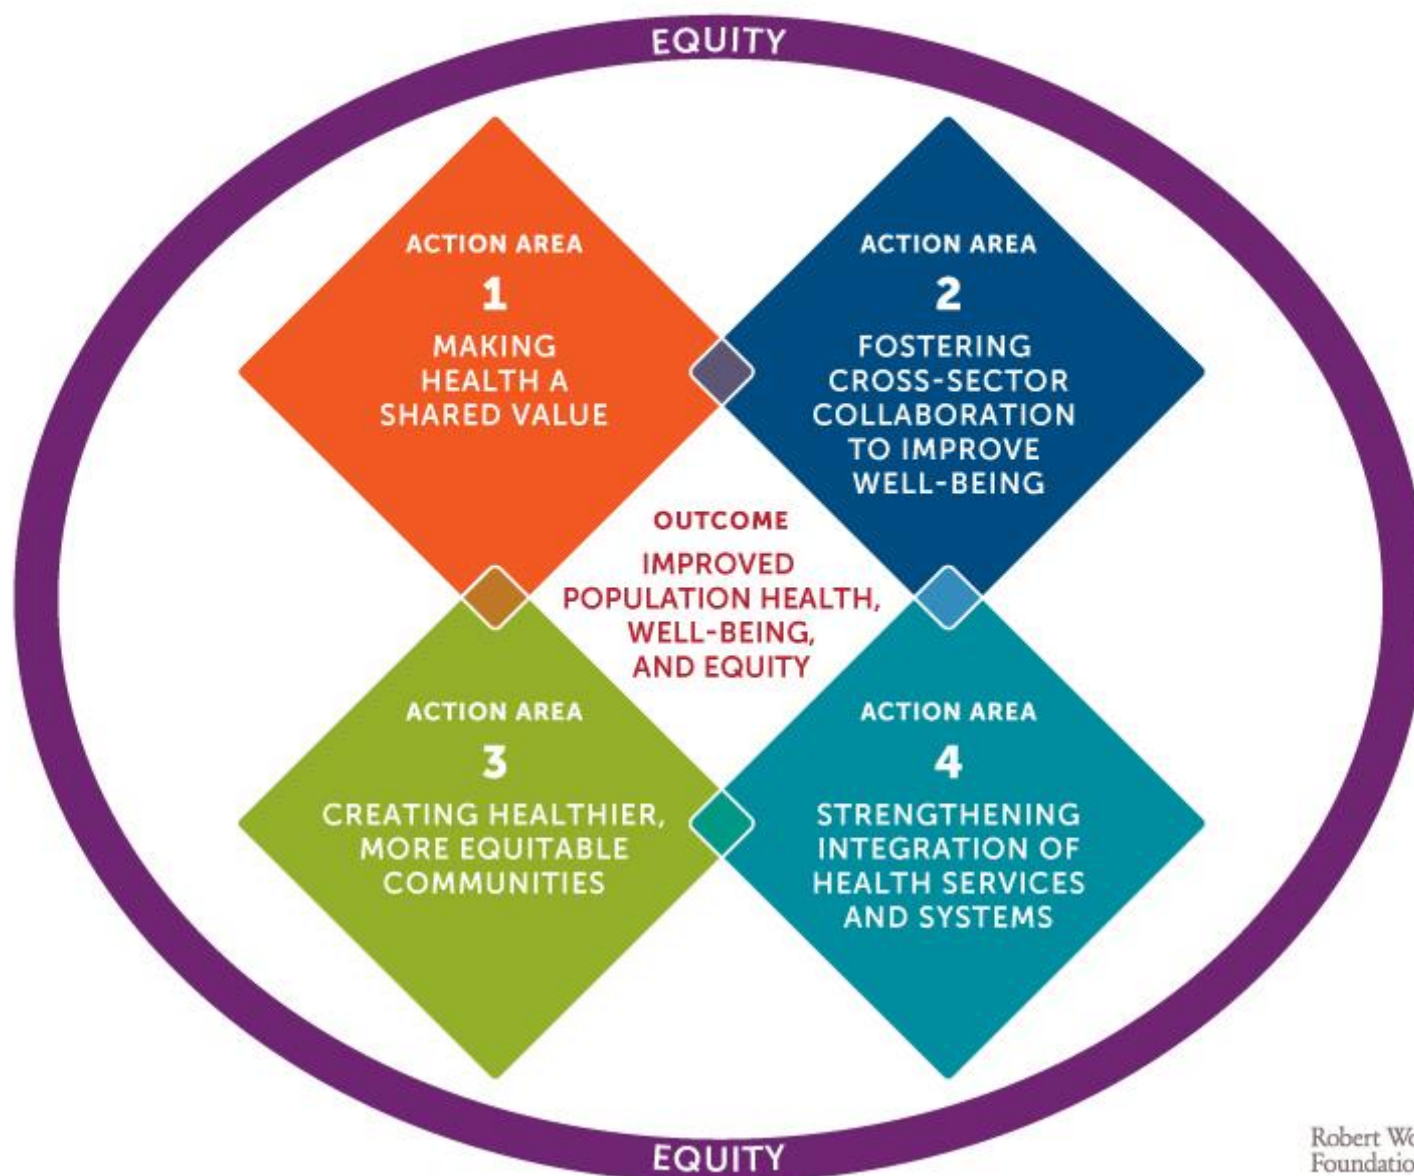 EQUITY
ACTION AREA
1
MAKING
HEALTH A
SHARED VALUE
ACTION AREA
2
FOSTERING
CROSS-SECTOR
COLLABORATION
TO IMPROVE
WELL-BEING
OUTCOME
IMPROVED
POPULATION HEALTH,
WELL-BEING,
AND EQUITY
ACTION AREA
3
CREATING HEALTHIER,
MORE EQUITABLE
COMMUNITIES
ACTION AREA
4
STRENGTHENING
INTEGRATION OF
HEALTH SERVICES
AND SYSTEMS
EQUITY
Robert
Foundation